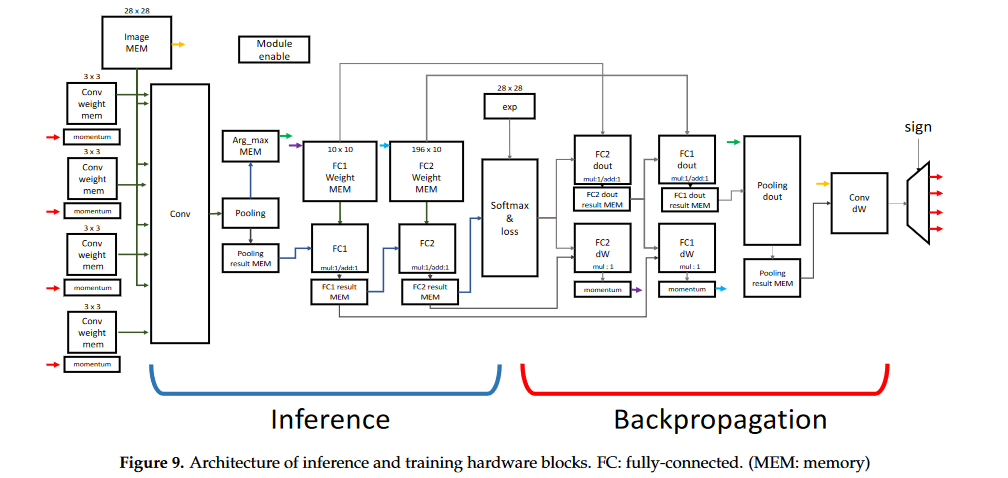 28 x 28
Image
MEM
Module
enable
3 x 3
Conv
weight
mem
momentum
3 x 3
Conv
weight
mem
momentum
3 x 3
Conv
weight
mem
momentum
3 x 3
Conv
weight
mem
momentum
Conv
Arg_max
MEM
Pooling
Pooling
result MEM
10 x 10
FC1
Weight
MEM
196 x 10
FC2
Weight
MEM
FC1
mul:1/add:1
FC1 result
MEM
FC2
mul:1/add:1
FC2 result
MEM
28 x 28
exp
Softmax
&
loss
FC2
dout
mul:1/add:1
FC2 dout
result MEM
FC1
dout
mul:1/add:1
FC1 dout
result MEM
FC2
dW
mul : 1
momentum
FC1
dW
mul : 1
momentum
Pooling
dout
Pooling
result MEM
Conv
dW
sign
Inference
Backpropagation
Figure 9. Architecture of inference and training hardware blocks. FC: fully-connected. (MEM: memory)